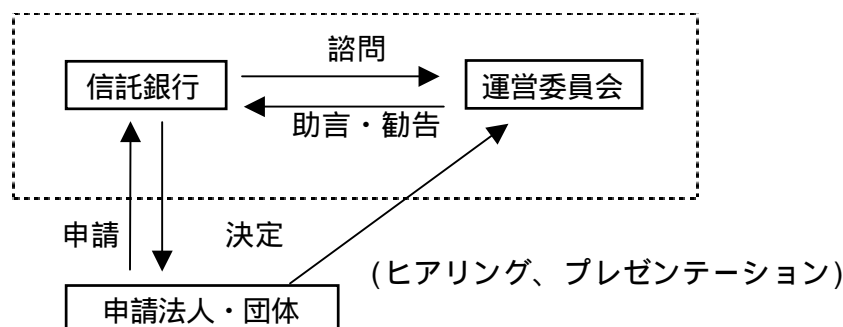 諮問
信託銀行
運営委員会
助言・勧告
申請
決定
(ヒアリング、プレゼンテーション)
申請法人・団体